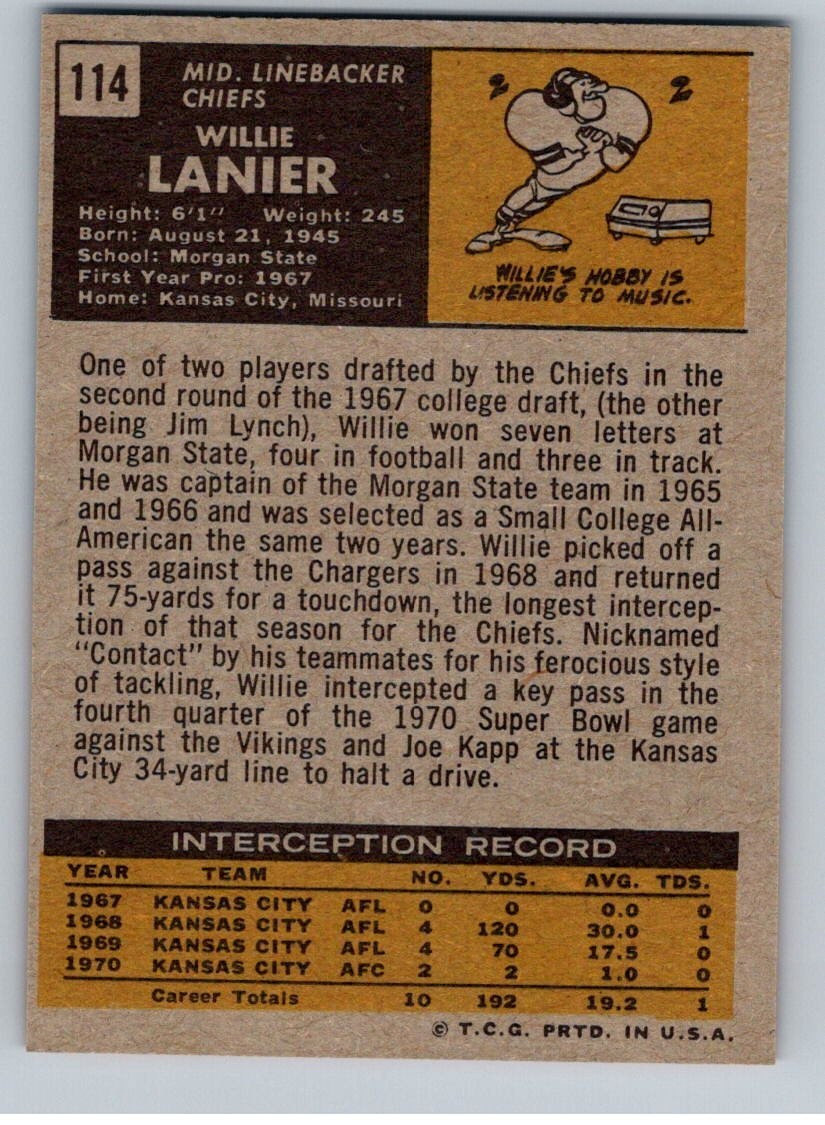 114
MID. LINEBACKER
CHIEFS
WILLIE
LANIER
Height: 6'1" Weight: 245
Born: August 21, 1945
School: Morgan State
First Year Pro: 1967
Home: Kansas City, Missouri
WILLIE'S HOBBY IS
LISTENING TO MUSIC.
One of two players drafted by the Chiefs in the
second round of the 1967 college draft, (the other
being Jim Lynch), Willie won seven letters at
Morgan State, four in football and three in track.
He was captain of the Morgan State team in 1965
and 1966 and was selected as a Small College All-
American the same two years. Willie picked off a
pass against the Chargers in 1968 and returned
it 75-yards for a touchdown, the longest intercep-
tion of that season for the Chiefs. Nicknamed
"Contact" by his teammates for his ferocious style
of tackling, Willie intercepted a key pass in the
fourth quarter of the 1970 Super Bowl game
against the Vikings and Joe Kapp at the Kansas
City 34-yard line to halt a drive.
INTERCEPTION RECORD
YEAR TEAM NO. YDS. AVG. TDS.
1967 KANSAS CITY AFL 0 0 0.0 0
1968 KANSAS CITY AFL 4 120 30.0 1
1969 KANSAS CITY AFL 4 70 17.5 0
1970 KANSAS CITY AFC 2 2 1.0 0
Career Totals 10 192 19.2 1
© T.C.G. PRTD. IN U.S.A.